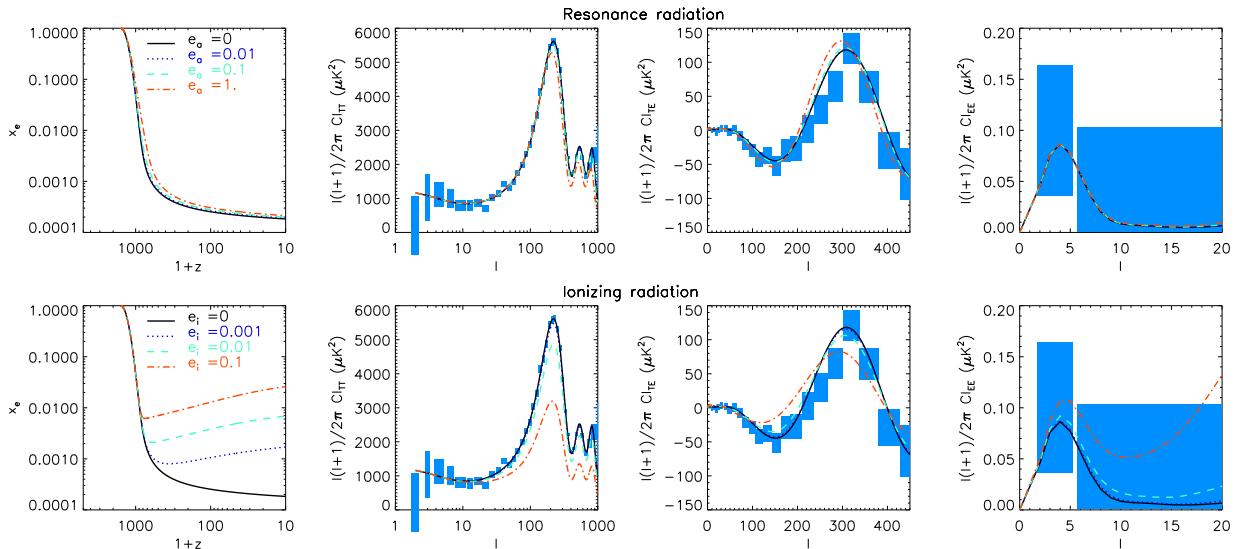 Resonance radiation
1.0000
0.1000
0.0100
0.0010
0.0001
x_e
e_α =0
e_α =0.01
e_α =0.1
e_α =1.
1000 100 10
1+z
6000
5000
4000
3000
2000
1000
0
l(l+1)/2π Cl_TT (μK²)
1 10 100 1000
l
150
100
50
0
−50
−100
−150
l(l+1)/2π Cl_TE (μK²)
0 100 200 300 400
l
0.20
0.15
0.10
0.05
0.00
l(l+1)/2π Cl_EE (μK²)
0 5 10 15 20
l
Ionizing radiation
1.0000
0.1000
0.0100
0.0010
0.0001
x_e
e_i =0
e_i =0.001
e_i =0.01
e_i =0.1
1000 100 10
1+z
6000
5000
4000
3000
2000
1000
0
l(l+1)/2π Cl_TT (μK²)
1 10 100 1000
l
150
100
50
0
−50
−100
−150
l(l+1)/2π Cl_TE (μK²)
0 100 200 300 400
l
0.20
0.15
0.10
0.05
0.00
l(l+1)/2π Cl_EE (μK²)
0 5 10 15 20
l